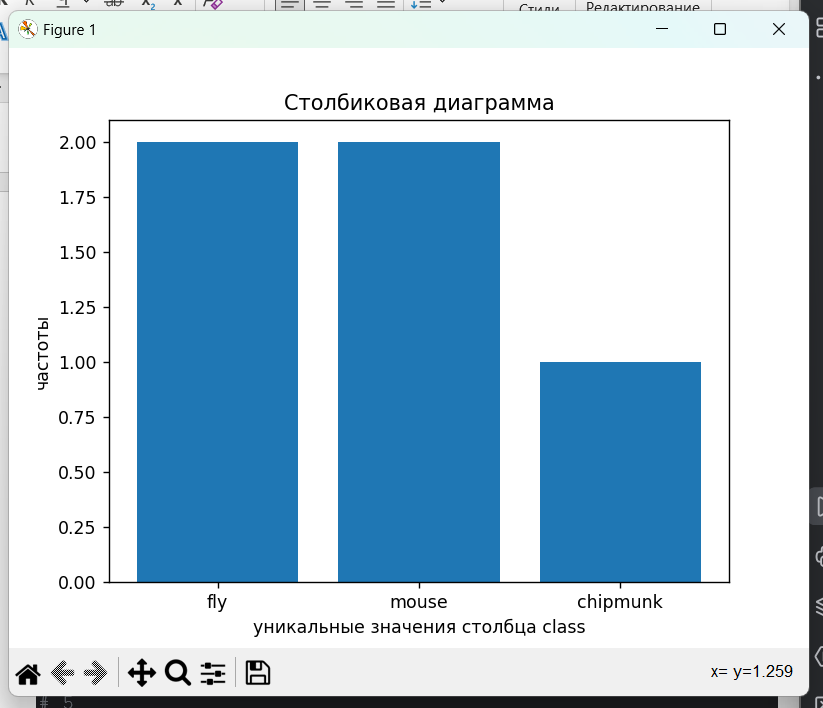 Стили
Редактирование
Figure 1
Столбиковая диаграмма
2.00
1.75
1.50
1.25
1.00
0.75
0.50
0.25
0.00
частоты
fly mouse chipmunk
уникальные значения столбца class
x= y=1.259
# 5